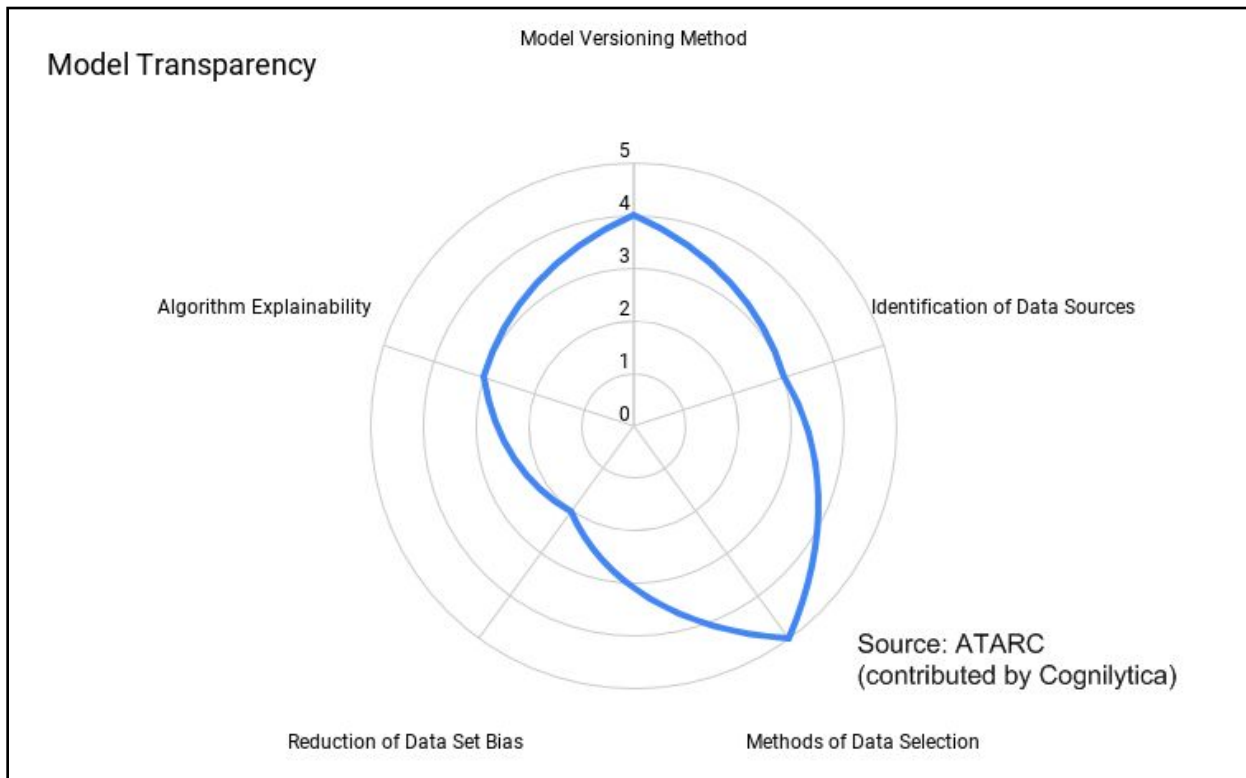 Model Versioning Method
Model Transparency
5
4
3
2
1
0
Algorithm Explainability
Identification of Data Sources
Source: ATARC
(contributed by Cognilytica)
Reduction of Data Set Bias
Methods of Data Selection